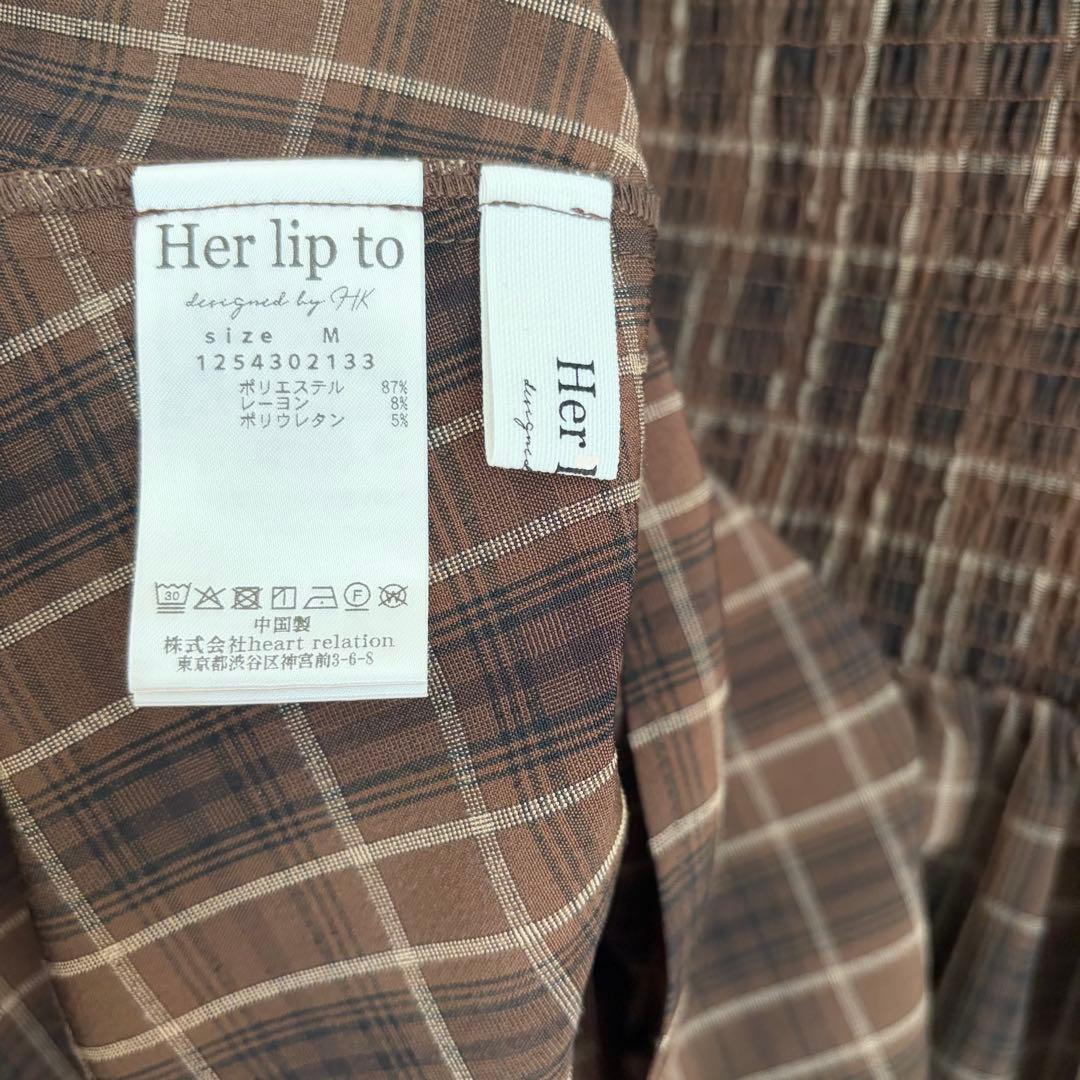 Her lip to
designed by HK
size M
1254302133
ポリエステル 87%
レーヨン 8%
ポリウレタン 5%
30
F
W
中国製
株式会社heart relation
東京都渋谷区神宮前3-6-8
Her
designed